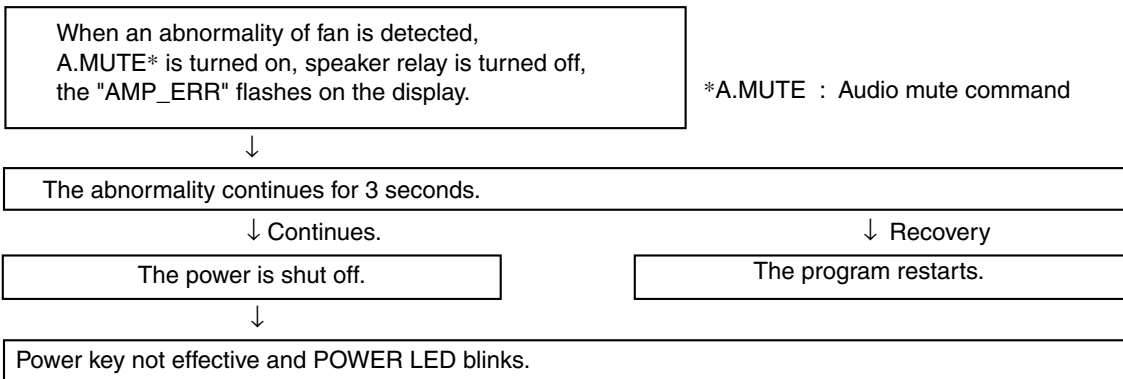 When an abnormality of fan is detected,
A.MUTE* is turned on, speaker relay is turned off,
the "AMP_ERR" flashes on the display.
*A.MUTE : Audio mute command
↓
The abnormality continues for 3 seconds.
↓ Continues.
↓ Recovery
The power is shut off.
The program restarts.
↓
Power key not effective and POWER LED blinks.